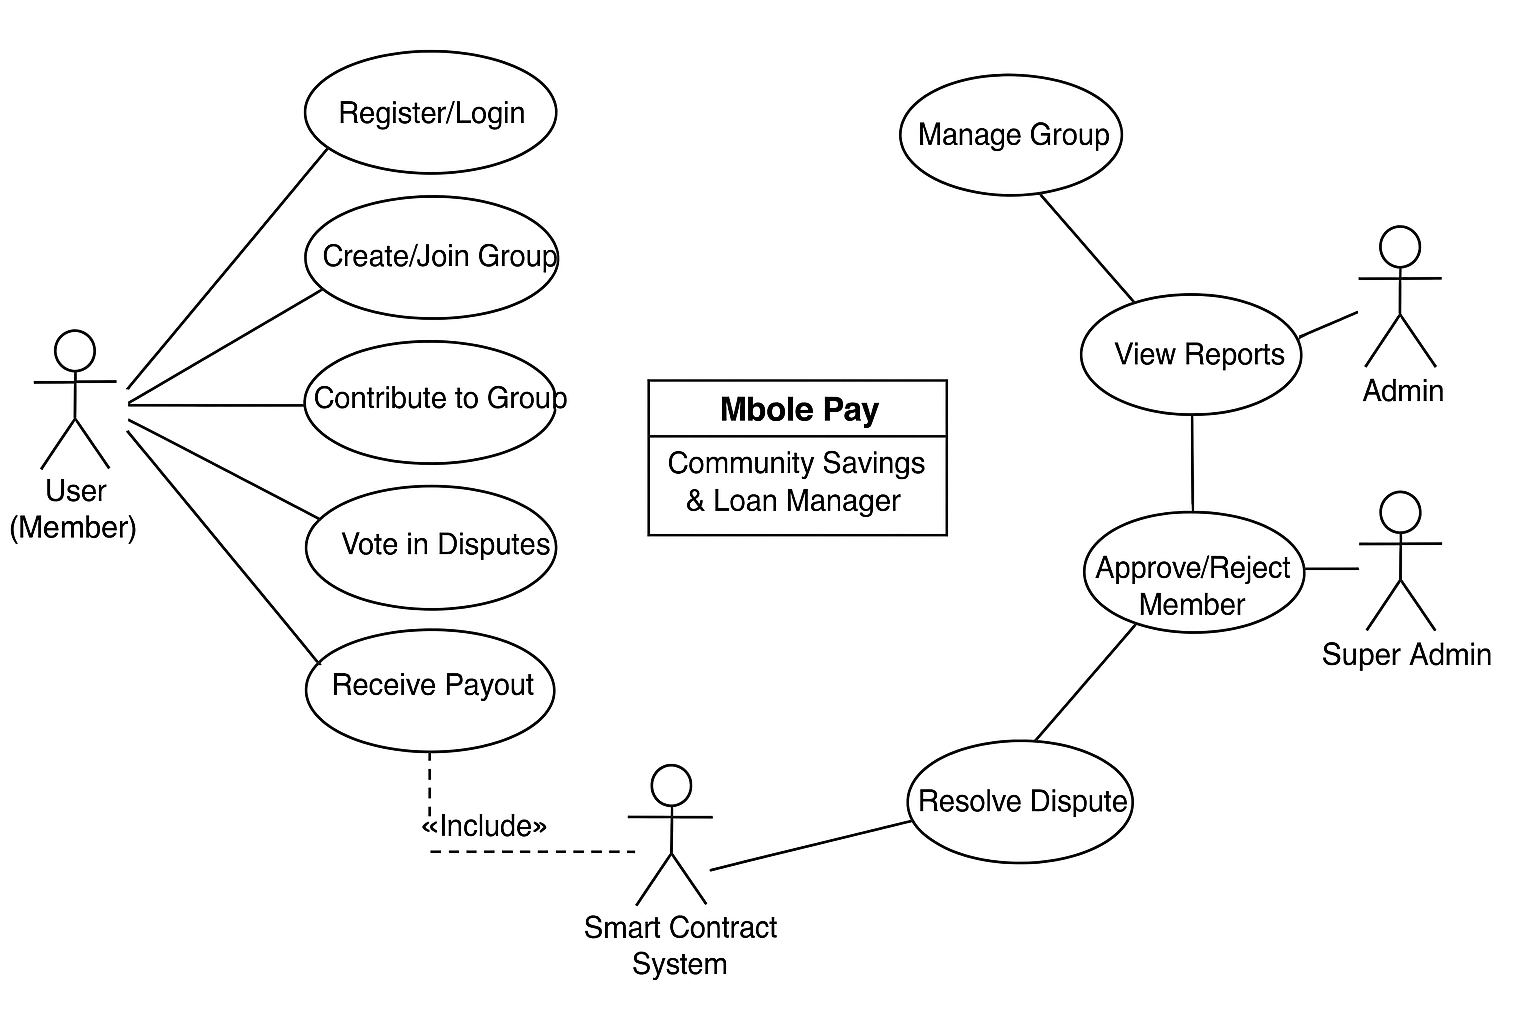 Register/Login
Create/Join Group
Contribute to Group
Vote in Disputes
Receive Payout
User
(Member)
«Include»
Mbole Pay
Community Savings
& Loan Manager
Smart Contract
System
Manage Group
View Reports
Admin
Approve/Reject
Member
Super Admin
Resolve Dispute